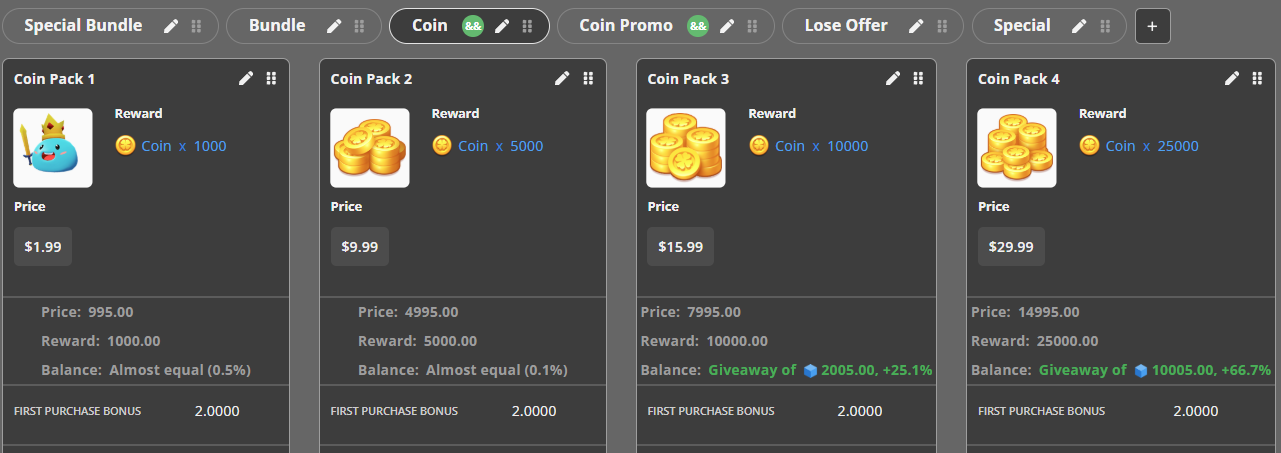 Special Bundle
Bundle
Coin &&
Coin Promo &&
Lose Offer
Special
+
Coin Pack 1
Reward
Coin x 1000
Price
$1.99
Price: 995.00
Reward: 1000.00
Balance: Almost equal (0.5%)
FIRST PURCHASE BONUS 2.0000
Coin Pack 2
Reward
Coin x 5000
Price
$9.99
Price: 4995.00
Reward: 5000.00
Balance: Almost equal (0.1%)
FIRST PURCHASE BONUS 2.0000
Coin Pack 3
Reward
Coin x 10000
Price
$15.99
Price: 7995.00
Reward: 10000.00
Balance: Giveaway of 2005.00, +25.1%
FIRST PURCHASE BONUS 2.0000
Coin Pack 4
Reward
Coin x 25000
Price
$29.99
Price: 14995.00
Reward: 25000.00
Balance: Giveaway of 10005.00, +66.7%
FIRST PURCHASE BONUS 2.0000